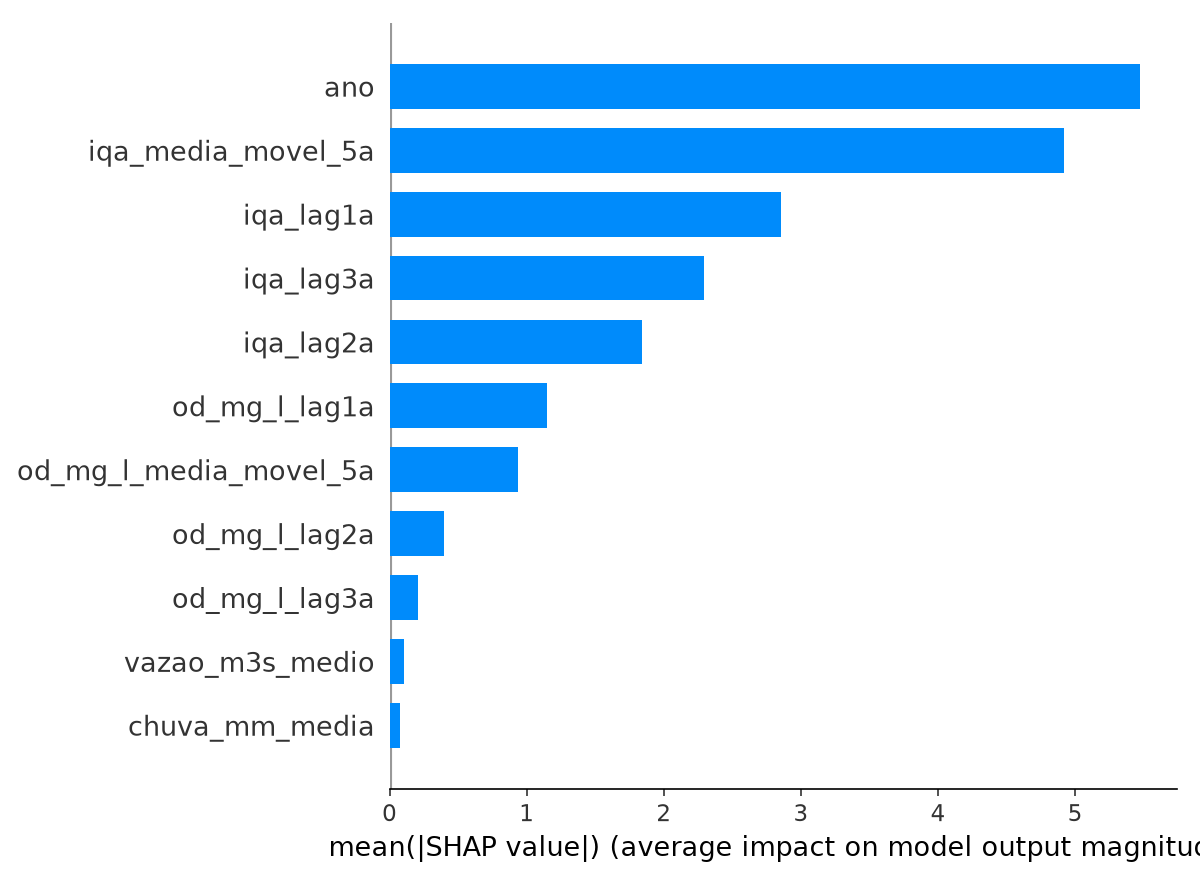 ano
iqa_media_movel_5a
iqa_lag1a
iqa_lag3a
iqa_lag2a
od_mg_l_lag1a
od_mg_l_media_movel_5a
od_mg_l_lag2a
od_mg_l_lag3a
vazao_m3s_medio
chuva_mm_media
0 1 2 3 4 5
mean(|SHAP value|) (average impact on model output